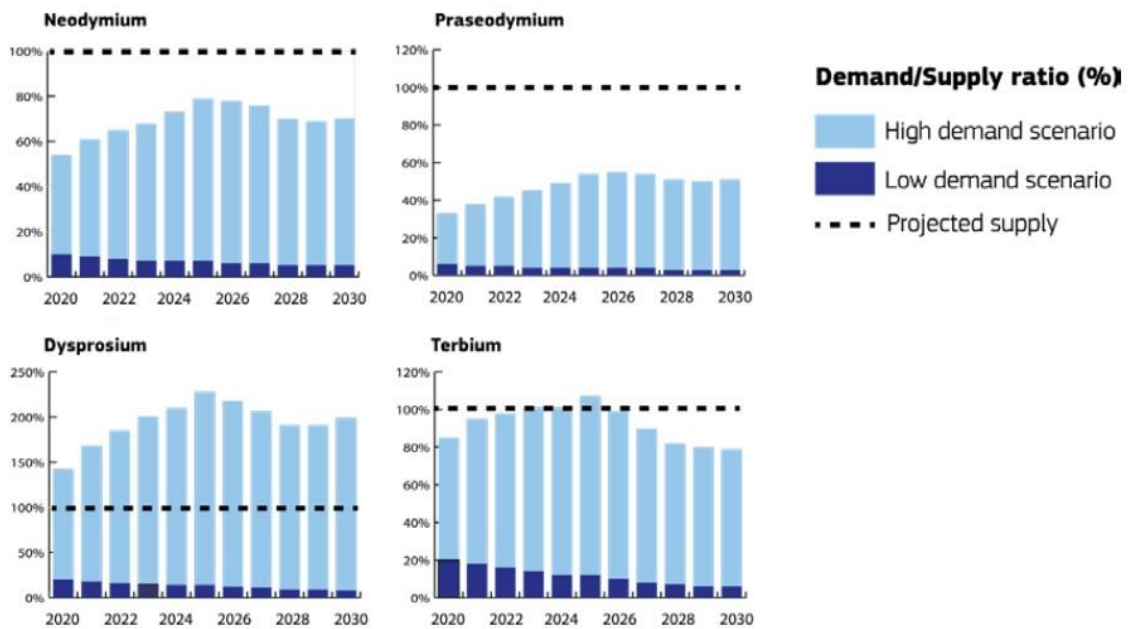 Neodymium
100%
80%
60%
40%
20%
0%
2020 2022 2024 2026 2028 2030
Praseodymium
120%
100%
80%
60%
40%
20%
0%
2020 2022 2024 2026 2028 2030
Demand/Supply ratio (%)
High demand scenario
Low demand scenario
Projected supply
Dysprosium
250%
200%
150%
100%
50%
0%
2020 2022 2024 2026 2028 2030
Terbium
120%
100%
80%
60%
40%
20%
0%
2020 2022 2024 2026 2028 2030